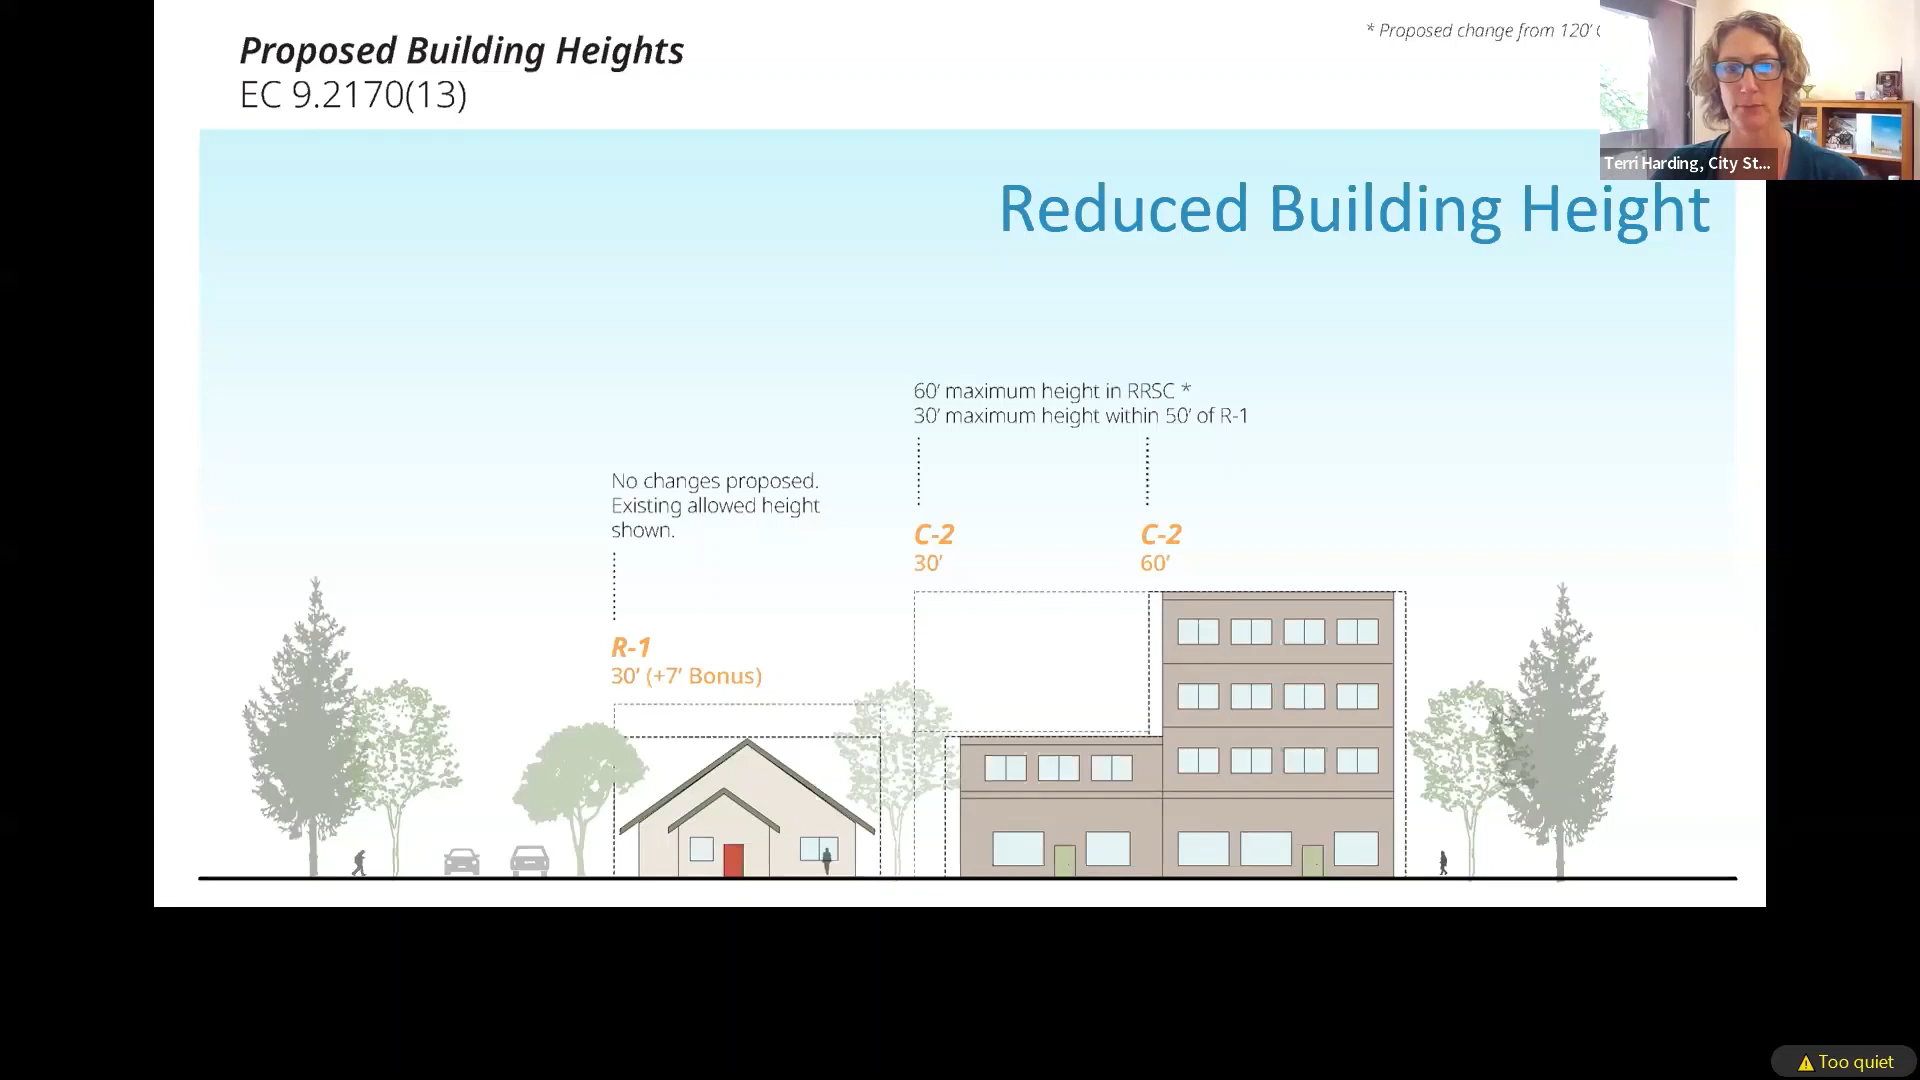 Proposed Building Heights
EC 9.2170(13)
* Proposed change from 120'
Terri Harding, City St...
Reduced Building Height
60' maximum height in RRSC *
30' maximum height within 50' of R-1
No changes proposed.
Existing allowed height
shown.
C-2
30'
C-2
60'
R-1
30' (+7' Bonus)
Too quiet